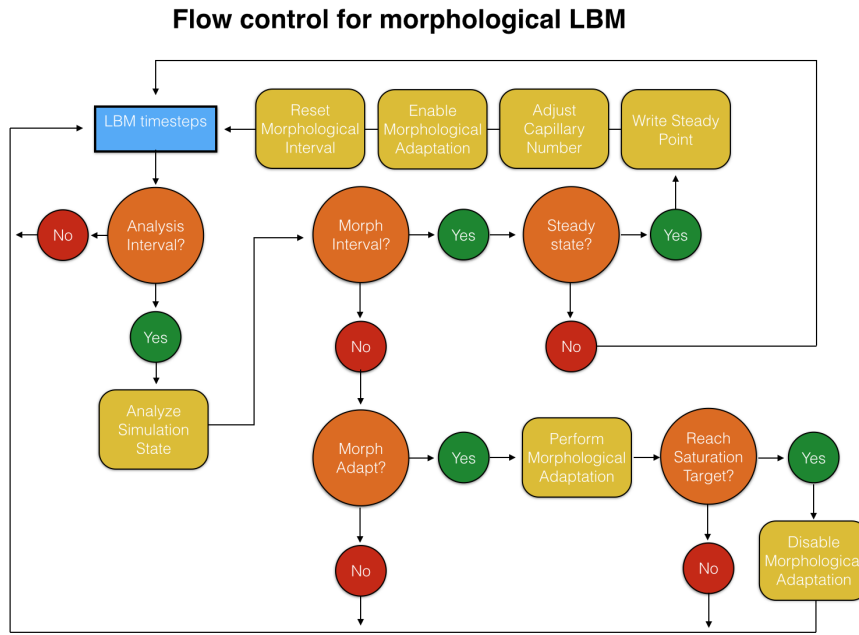 Flow control for morphological LBM
LBM timesteps
Reset
Morphological
Interval
Enable
Morphological
Adaptation
Adjust
Capillary
Number
Write Steady
Point
No
Analysis
Interval?
Morph
Interval?
Yes
Steady
state?
Yes
Yes
No
No
Analyze
Simulation
State
Morph
Adapt?
Yes
Perform
Morphological
Adaptation
Reach
Saturation
Target?
Yes
No
No
Disable
Morphological
Adaptation